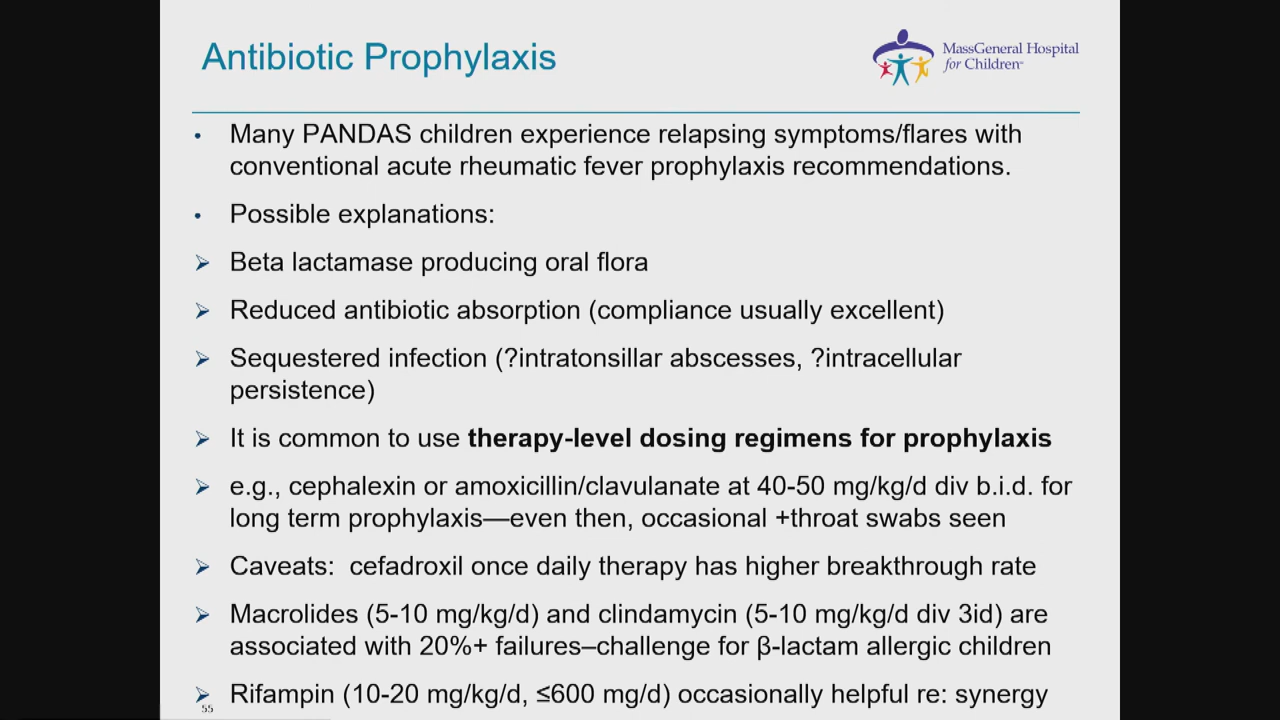 Antibiotic Prophylaxis
MassGeneral Hospital
for Children™
• Many PANDAS children experience relapsing symptoms/flares with
conventional acute rheumatic fever prophylaxis recommendations.
• Possible explanations:
➢ Beta lactamase producing oral flora
➢ Reduced antibiotic absorption (compliance usually excellent)
➢ Sequestered infection (?intratonsillar abscesses, ?intracellular
persistence)
➢ It is common to use therapy-level dosing regimens for prophylaxis
➢ e.g., cephalexin or amoxicillin/clavulanate at 40-50 mg/kg/d div b.i.d. for
long term prophylaxis—even then, occasional +throat swabs seen
➢ Caveats:  cefadroxil once daily therapy has higher breakthrough rate
➢ Macrolides (5-10 mg/kg/d) and clindamycin (5-10 mg/kg/d div 3id) are
associated with 20%+ failures–challenge for β-lactam allergic children
➢ Rifampin (10-20 mg/kg/d, ≤600 mg/d) occasionally helpful re: synergy
55